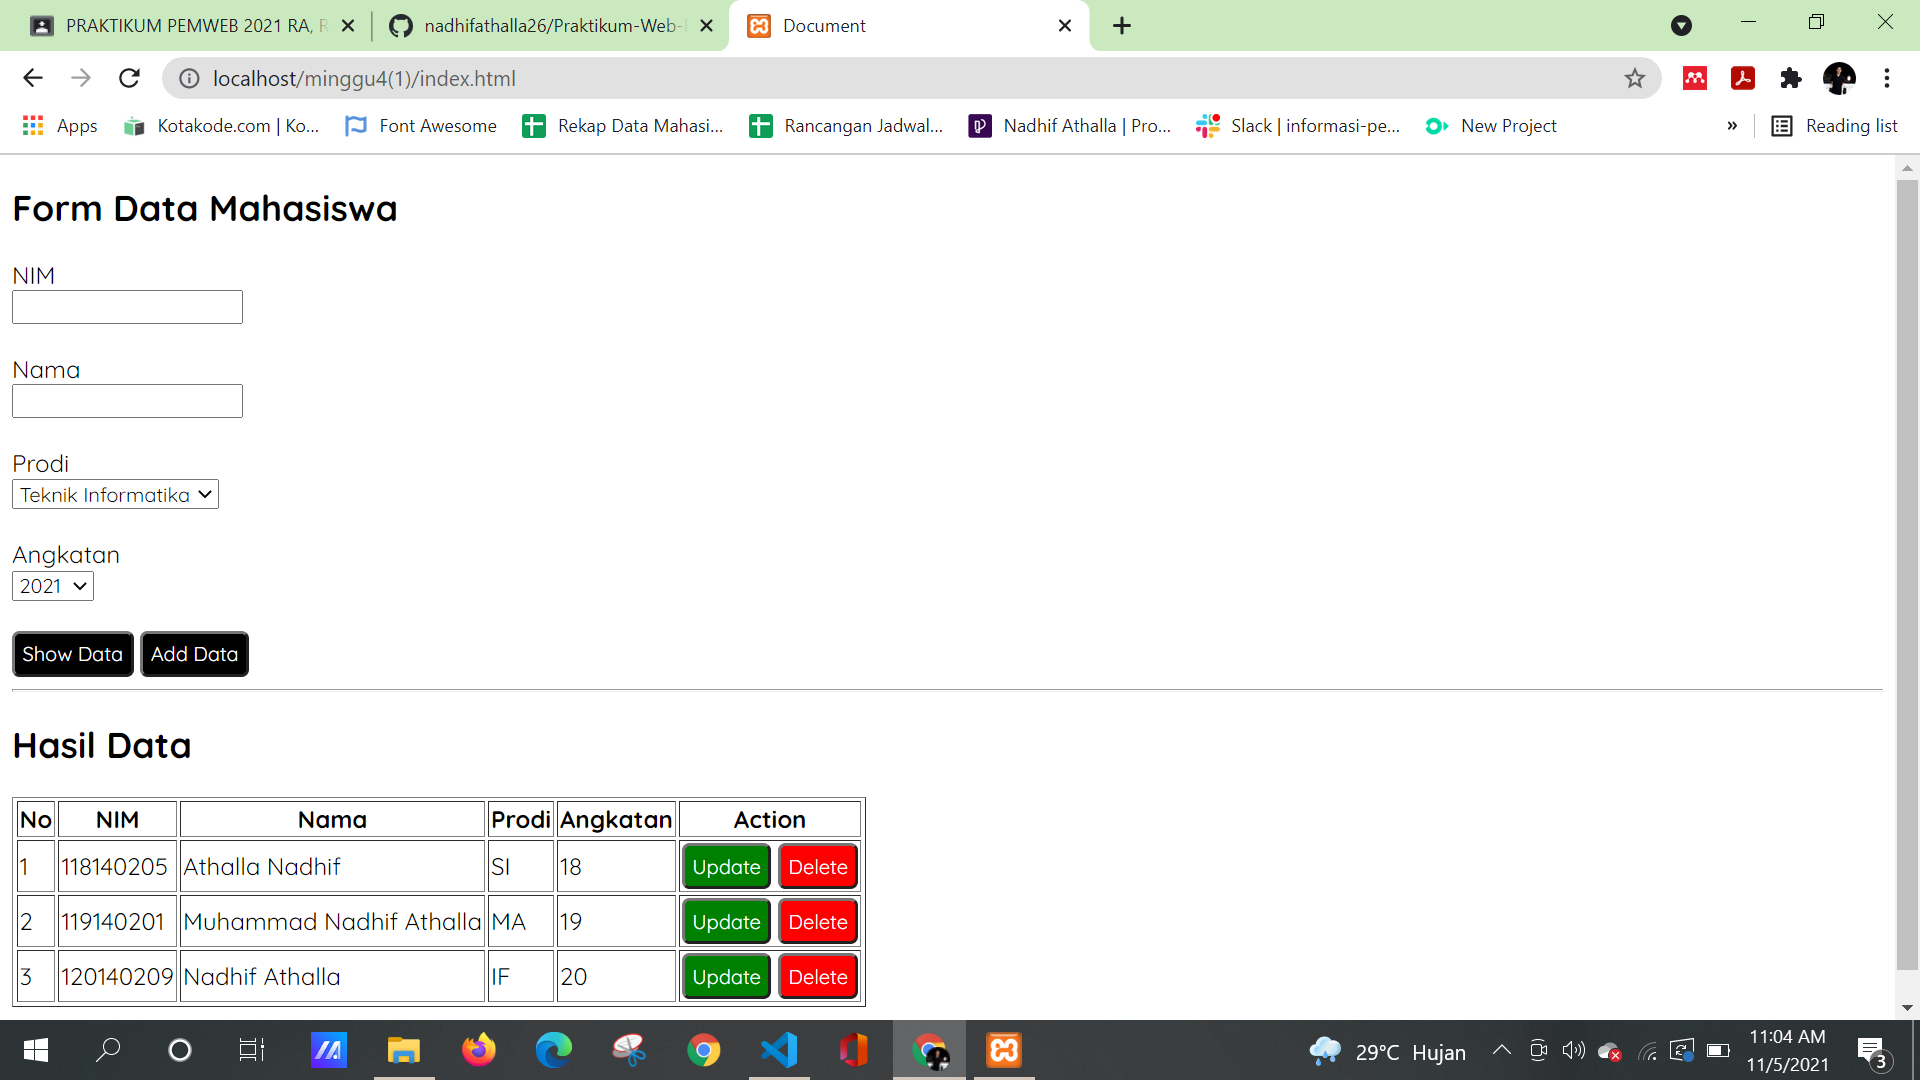 PRAKTIKUM PEMWEB 2021 RA, R
nadhifathalla26/Praktikum-Web-
Document
localhost/minggu4(1)/index.html
Apps
Kotakode.com | Ko...
Font Awesome
Rekap Data Mahasi...
Rancangan Jadwal...
Nadhif Athalla | Pro...
Slack | informasi-pe...
New Project
»
Reading list
Form Data Mahasiswa
NIM
Nama
Prodi
Teknik Informatika
Angkatan
2021
Show Data Add Data
Hasil Data
No NIM Nama Prodi Angkatan Action
1 118140205 Athalla Nadhif SI 18 Update Delete
2 119140201 Muhammad Nadhif Athalla MA 19 Update Delete
3 120140209 Nadhif Athalla IF 20 Update Delete
29°C Hujan
11:04 AM
11/5/2021
3